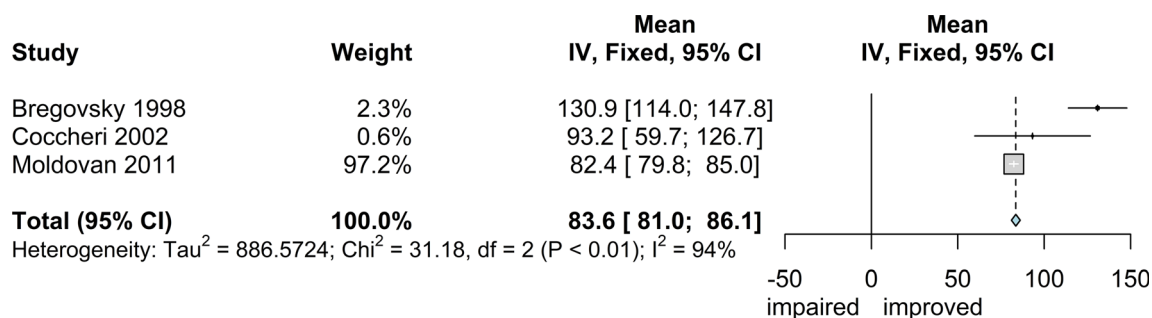 Mean Mean
Study Weight IV, Fixed, 95% CI IV, Fixed, 95% CI
Bregovsky 1998 2.3% 130.9 [114.0; 147.8]
Coccheri 2002 0.6% 93.2 [ 59.7; 126.7]
Moldovan 2011 97.2% 82.4 [ 79.8; 85.0]
Total (95% CI) 100.0% 83.6 [ 81.0; 86.1]
Heterogeneity: Tau² = 886.5724; Chi² = 31.18, df = 2 (P < 0.01); I² = 94%
-50 0 50 100 150
impaired improved